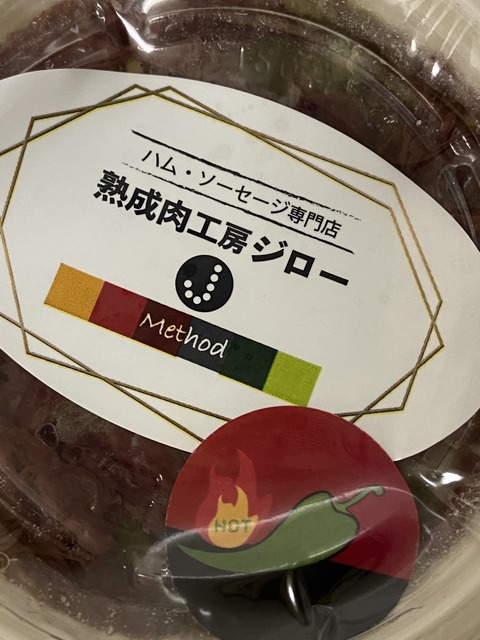 ハム・ソーセージ専門店
熟成肉工房ジロー
J
Method
HOT